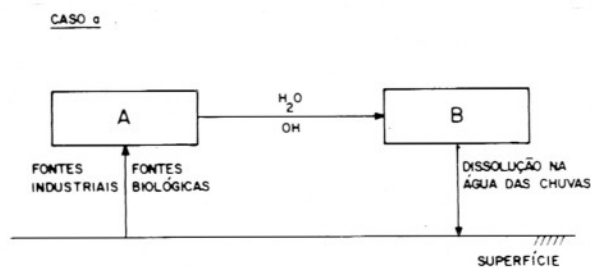 CASO a
A
H2O
OH
B
FONTES INDUSTRIAIS
FONTES BIOLÓGICAS
DISSOLUÇÃO NA
ÁGUA DAS CHUVAS
SUPERFÍCIE